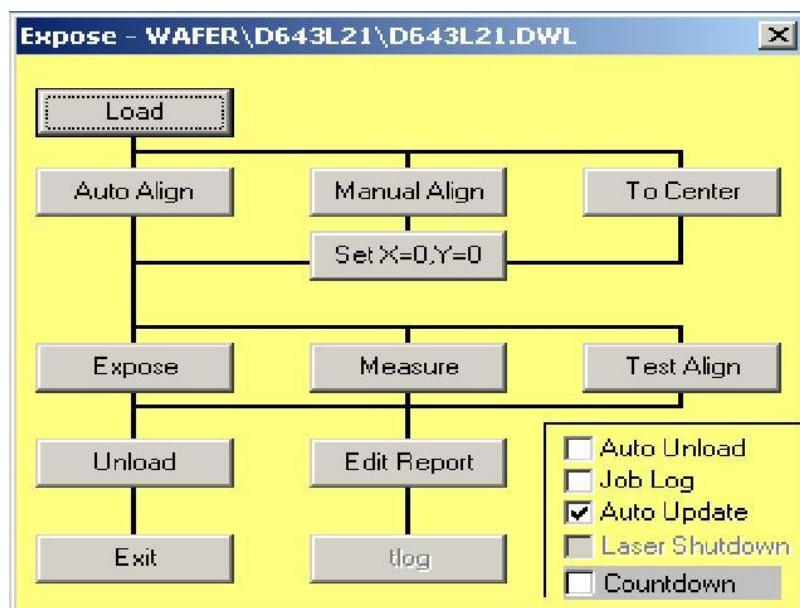 Expose - WAFER\D643L21\D643L21.DWL
Load
Auto Align
Manual Align
To Center
Set X=0,Y=0
Expose
Measure
Test Align
Unload
Edit Report
Auto Unload
Job Log
Auto Update
Laser Shutdown
Countdown
Exit
tlog